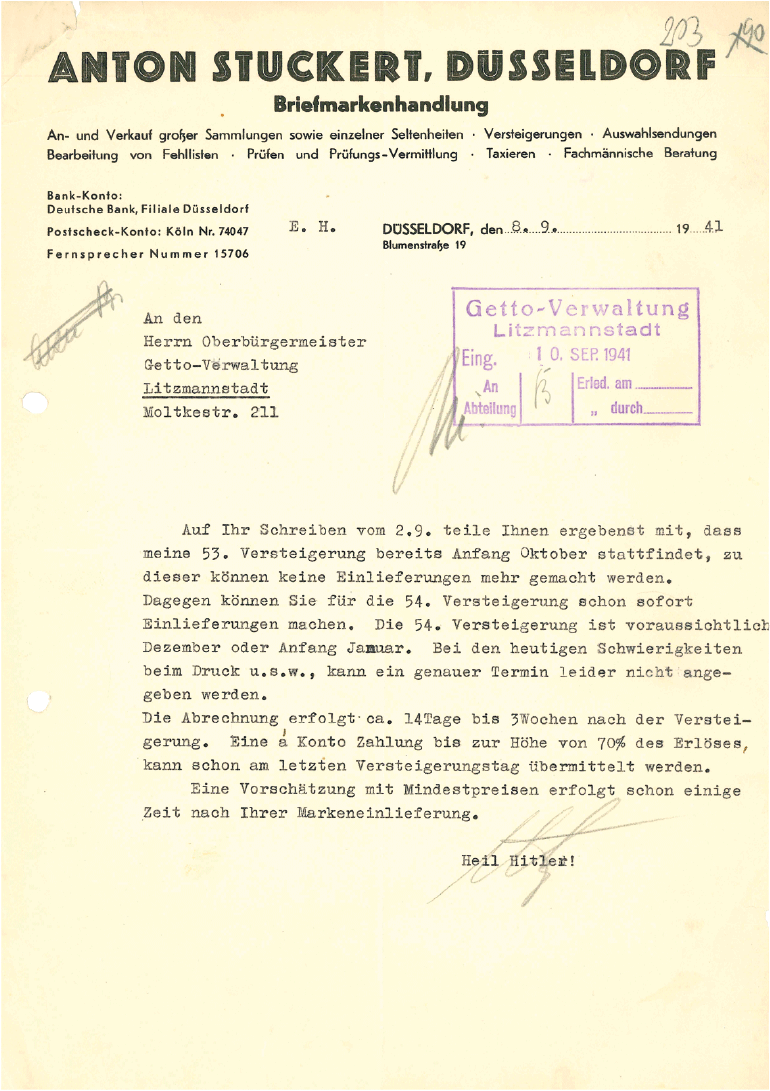 203 190
ANTON STUCKERT, DÜSSELDORF
Briefmarkenhandlung
An- und Verkauf großer Sammlungen sowie einzelner Seltenheiten · Versteigerungen · Auswahlsendungen
Bearbeitung von Fehllisten · Prüfen und Prüfungs-Vermittlung · Taxieren · Fachmännische Beratung
Bank-Konto:
Deutsche Bank, Filiale Düsseldorf
Postscheck-Konto: Köln Nr. 74047
Fernsprecher Nummer 15706
E. H.
DÜSSELDORF, den 8. 9. 19 41
Blumenstraße 19
An den
Herrn Oberbürgermeister
Getto-Verwaltung
Litzmannstadt
Moltkestr. 211
Getto-Verwaltung
Litzmannstadt
Eing. 10. SEP. 1941
An Abteilung
Erled. am
„ durch
Auf Ihr Schreiben vom 2.9. teile Ihnen ergebenst mit, dass
meine 53. Versteigerung bereits Anfang Oktober stattfindet, zu
dieser können keine Einlieferungen mehr gemacht werden.
Dagegen können Sie für die 54. Versteigerung schon sofort
Einlieferungen machen. Die 54. Versteigerung ist voraussichtlich
Dezember oder Anfang Januar. Bei den heutigen Schwierigkeiten
beim Druck u.s.w., kann ein genauer Termin leider nicht ange-
geben werden.
Die Abrechnung erfolgt ca. 14Tage bis 3Wochen nach der Verstei-
gerung. Eine á Konto Zahlung bis zur Höhe von 70% des Erlöses,
kann schon am letzten Versteigerungstag übermittelt werden.
Eine Vorschätzung mit Mindestpreisen erfolgt schon einige
Zeit nach Ihrer Markeneinlieferung.
Heil Hitler!